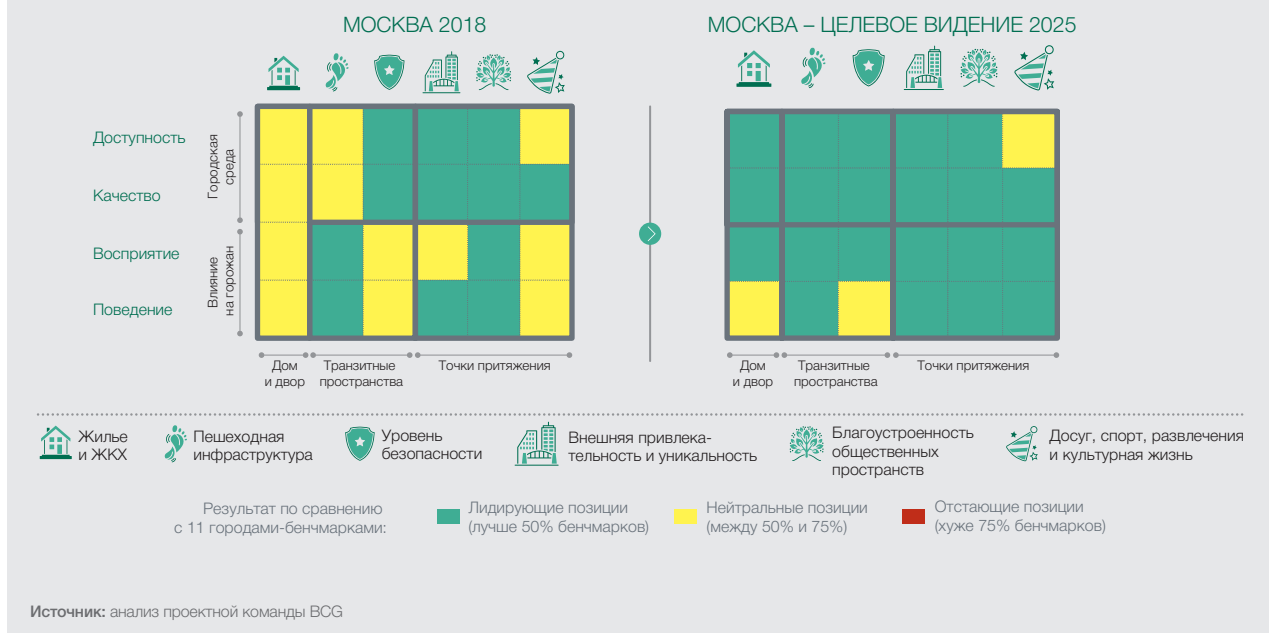 МОСКВА 2018
МОСКВА – ЦЕЛЕВОЕ ВИДЕНИЕ 2025
Доступность
Качество
Восприятие
Поведение
Городская
среда
Влияние
на горожан
Дом
и двор
Транзитные
пространства
Точки притяжения
Дом
и двор
Транзитные
пространства
Точки притяжения
Жилье
и ЖКХ
Пешеходная
инфраструктура
Уровень
безопасности
Внешняя привлека-
тельность и уникальность
Благоустроенность
общественных
пространств
Досуг, спорт, развлечения
и культурная жизнь
Результат по сравнению
с 11 городами-бенчмарками:
Лидирующие позиции
(лучше 50% бенчмарков)
Нейтральные позиции
(между 50% и 75%)
Отстающие позиции
(хуже 75% бенчмарков)
Источник: анализ проектной команды BCG